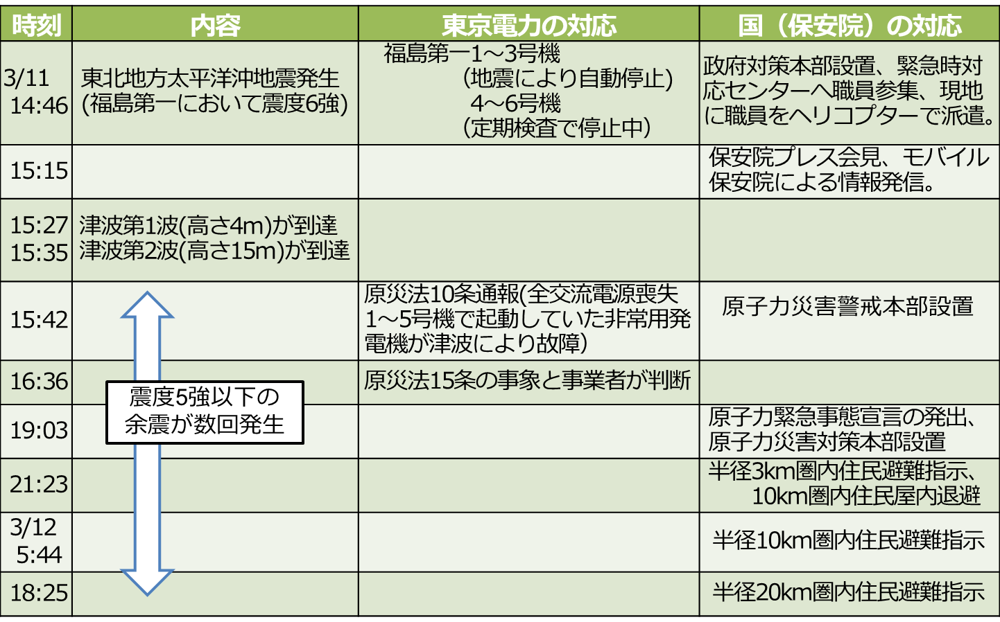 時刻
内容
東京電力の対応
国（保安院）の対応
3/11
14:46
東北地方太平洋沖地震発生
(福島第一において震度6強)
福島第一1～3号機
（地震により自動停止)
4～6号機
（定期検査で停止中）
政府対策本部設置、緊急時対
応センターへ職員参集、現地
に職員をヘリコプターで派遣。
15:15
保安院プレス会見、モバイル
保安院による情報発信。
15:27
15:35
津波第1波(高さ4m)が到達
津波第2波(高さ15m)が到達
15:42
原災法10条通報(全交流電源喪失
1～5号機で起動していた非常用発
電機が津波により故障）
原子力災害警戒本部設置
16:36
原災法15条の事象と事業者が判断
震度5強以下の
余震が数回発生
19:03
原子力緊急事態宣言の発出、
原子力災害対策本部設置
21:23
半径3km圏内住民避難指示、
10km圏内住民屋内退避
3/12
5:44
半径10km圏内住民避難指示
18:25
半径20km圏内住民避難指示